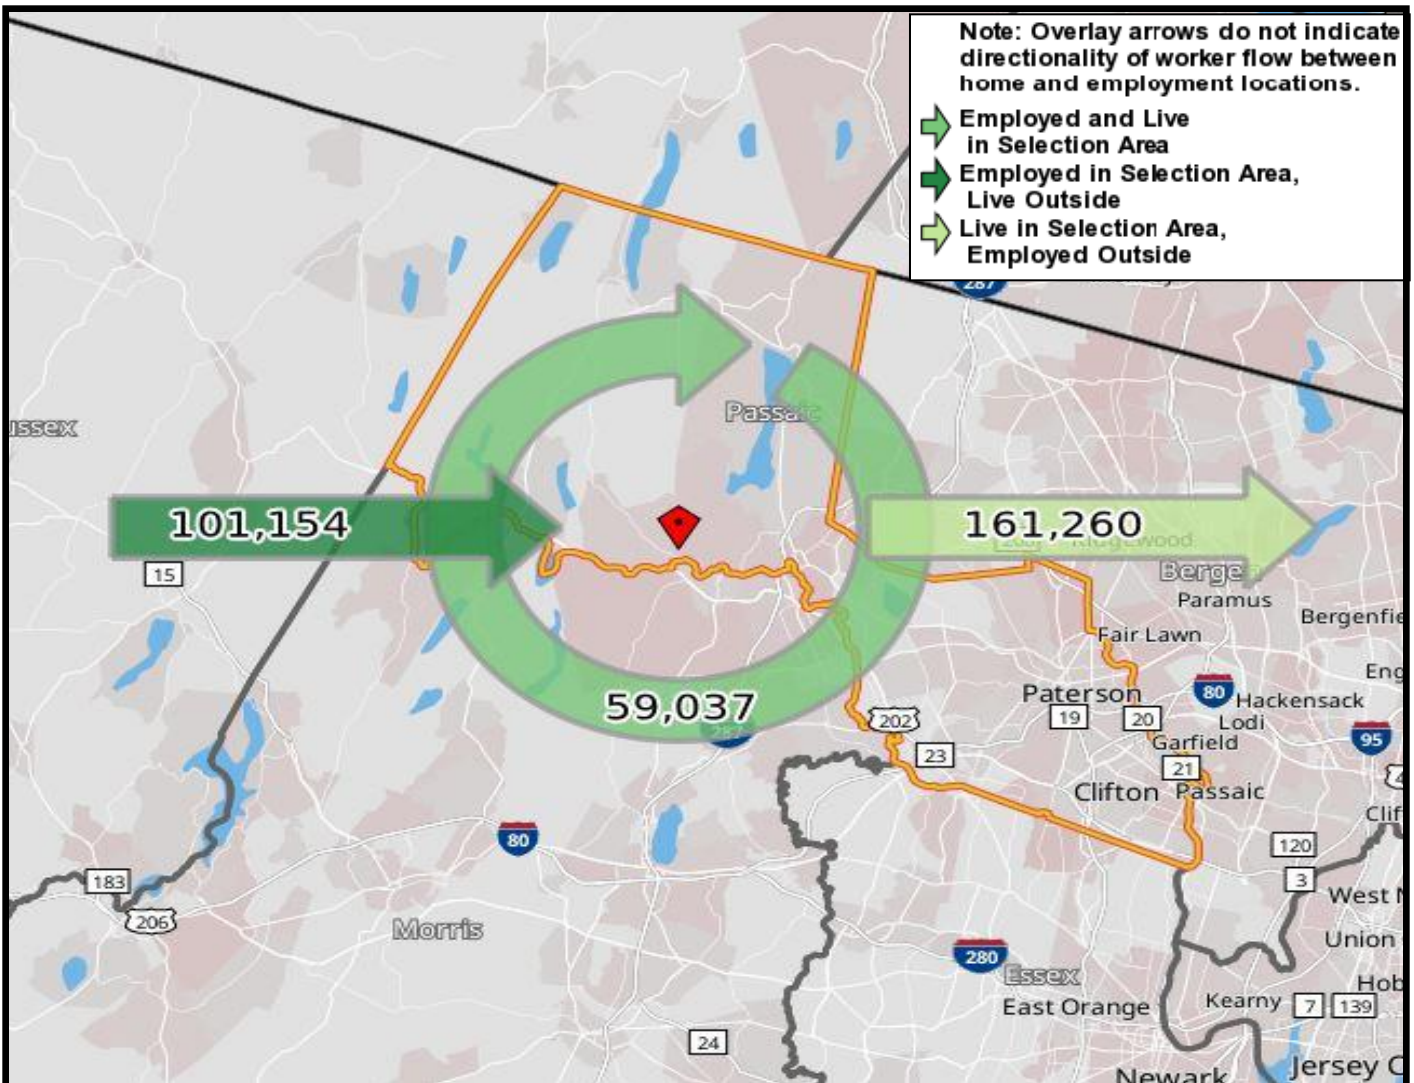 Note: Overlay arrows do not indicate
directionality of worker flow between
home and employment locations.
Employed and Live
in Selection Area
Employed in Selection Area,
Live Outside
Live in Selection Area,
Employed Outside
287
Passaic
ussex
101,154
161,260
Ridgewood
15
Bergen
Paramus
Bergenfie
Fair Lawn
Eng
Paterson
80
Hackensack
59,037
202
19
20
Lodi
287
95
Garfield
23
21
Clifton
Passaic
Clif
80
120
183
3
West N
206
Morris
Union
280
Essex
Hob
East Orange
Kearny
7
139
24
Jersey C
Newark